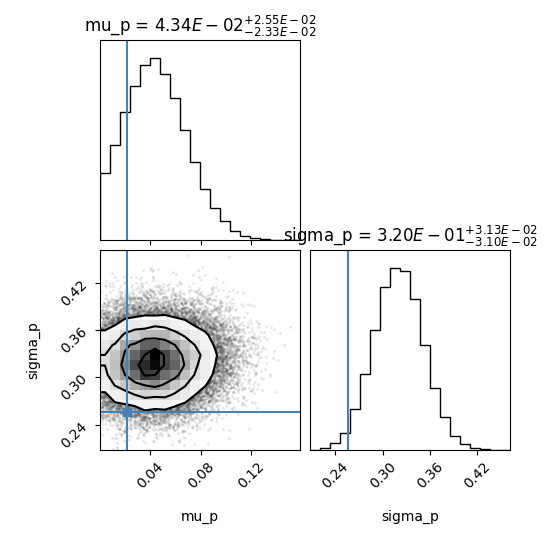 mu_p = 4.34E − 02+2.55E−02 −2.33E−02
sigma_p = 3.20E − 01+3.13E−02 −3.10E−02
0.42
0.36
0.30
0.24
sigma_p
0.04 0.08 0.12
mu_p
0.24 0.30 0.36 0.42
sigma_p